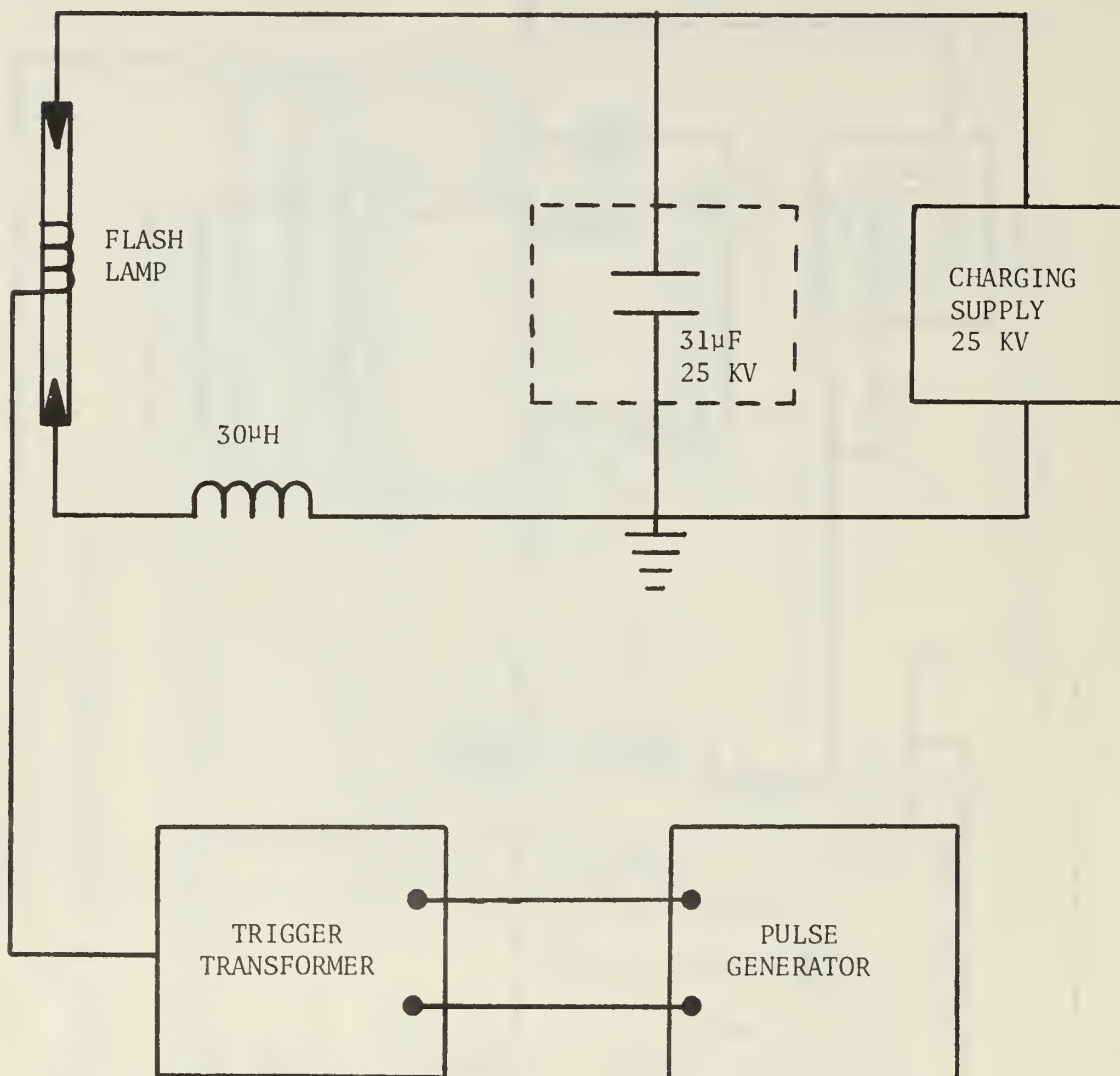 FLASH
LAMP
31µF
25 KV
CHARGING
SUPPLY
25 KV
30µH
TRIGGER
TRANSFORMER
PULSE
GENERATOR